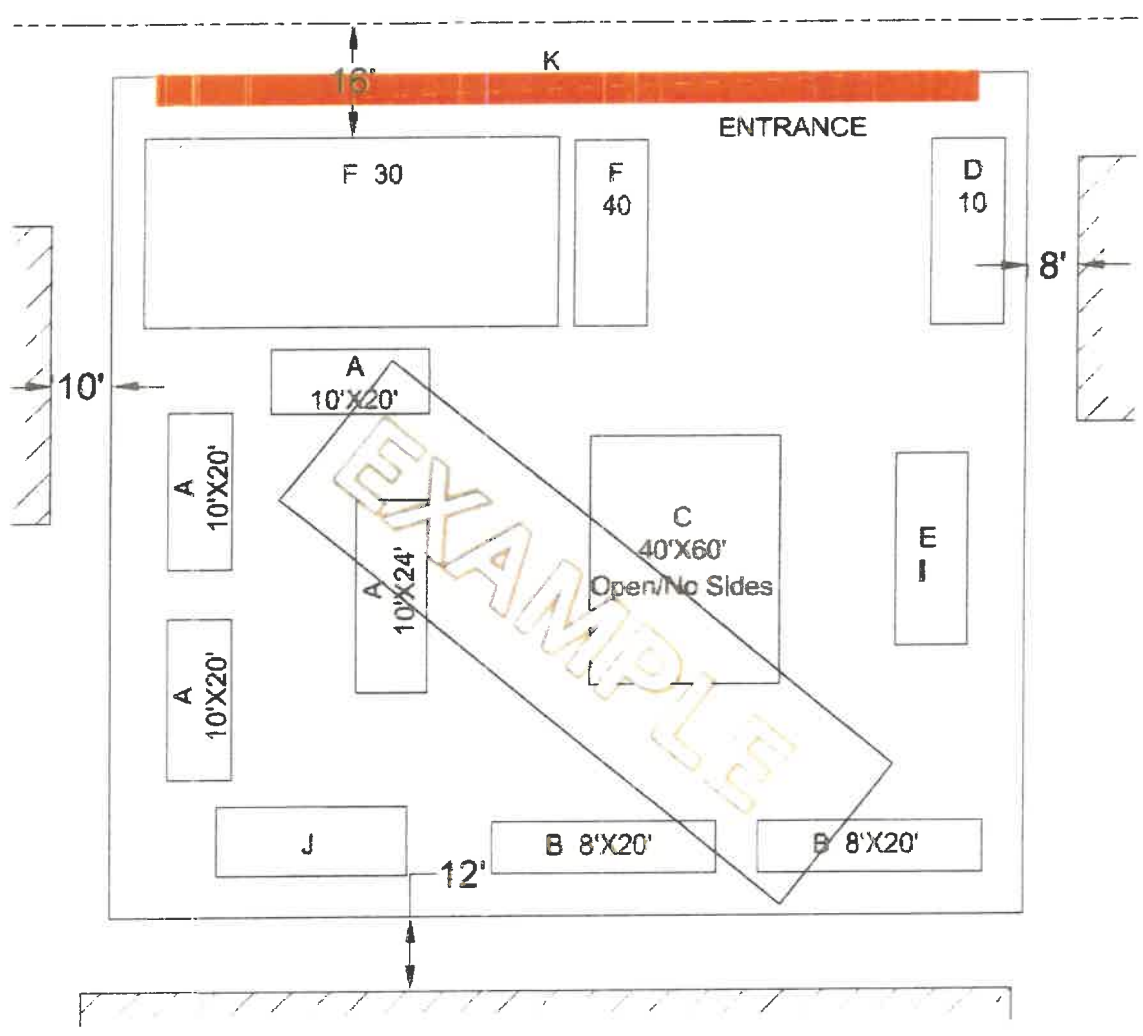 K
16'
ENTRANCE
F 30
F
40
D
10
8'
10'
A
10'X20'
A
10'X20'
A
10'X24'
C
40'X60'
Open/No Sides
E
I
EXAMPLE
A
10'X20'
J
B 8'X20'
B 8'X20'
12'